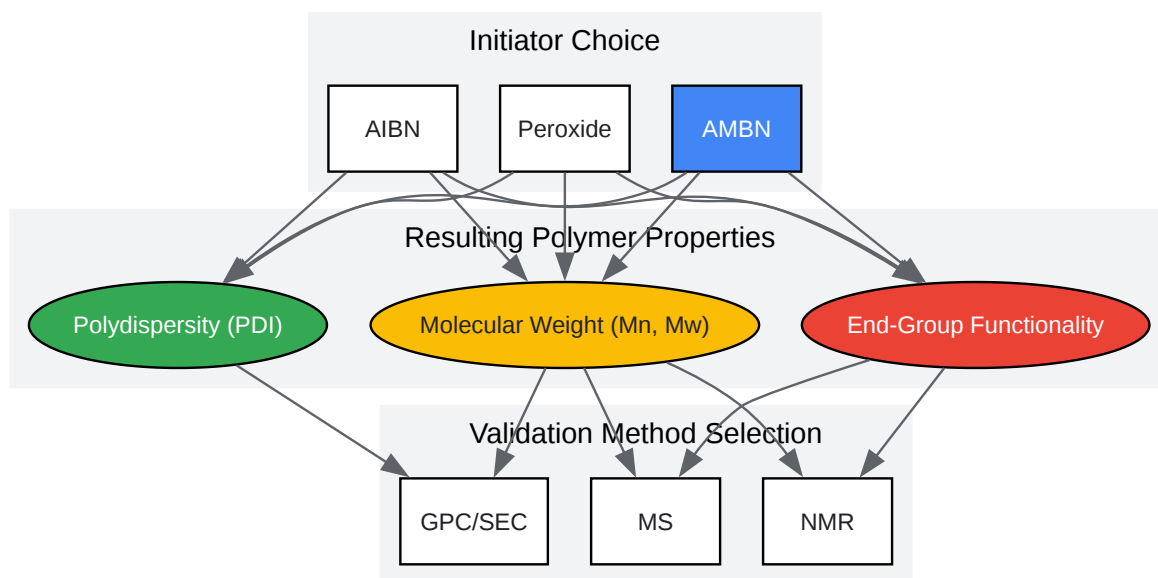 Initiator Choice
AIBN
Peroxide
AMBN
Resulting Polymer Properties
Polydispersity (PDI)
Molecular Weight (Mn, Mw)
End-Group Functionality
Validation Method Selection
GPC/SEC
MS
NMR